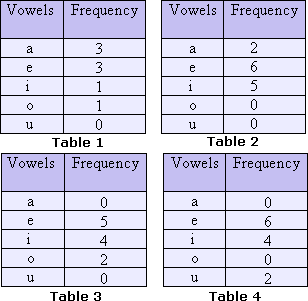 Vowels Frequency
a 3
e 3
i 1
o 1
u 0
Table 1
Vowels Frequency
a 2
e 6
i 5
o 0
u 0
Table 2
Vowels Frequency
a 0
e 5
i 4
o 2
u 0
Table 3
Vowels Frequency
a 0
e 6
i 4
o 0
u 2
Table 4